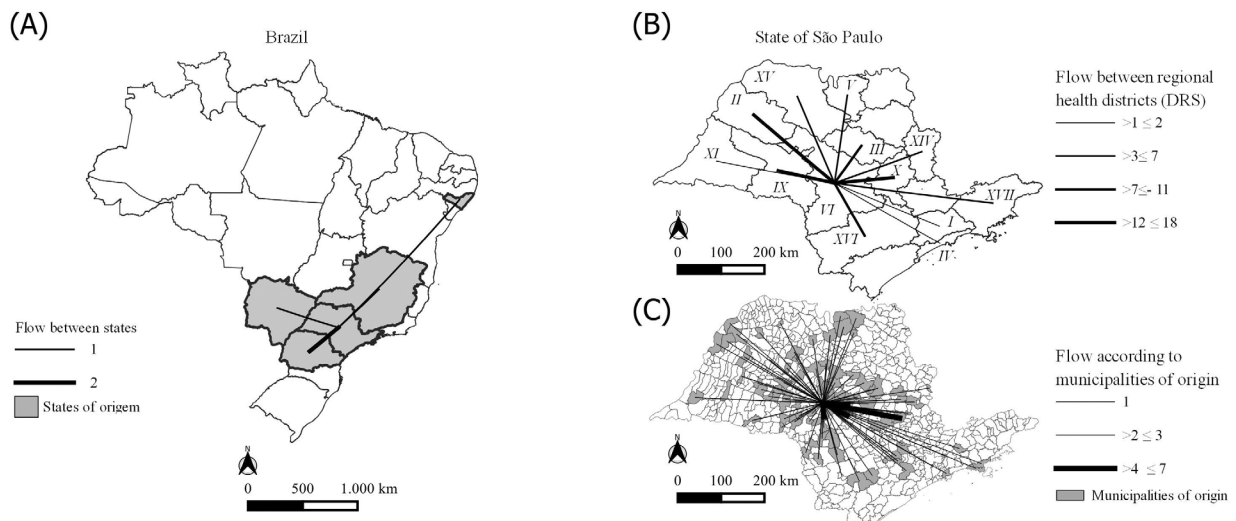 (A)
Brazil
Flow between states
1
2
States of origem
N
0 500 1.000 km
(B)
State of São Paulo
XV
V
II
III
XIV
XI
X
IX
VI
XVII
I
XVI
IV
N
0 100 200 km
Flow between regional
health districts (DRS)
>1 ≤ 2
>3≤ 7
>7≤- 11
>12 ≤ 18
(C)
N
0 100 200 km
Flow according to
municipalities of origin
1
>2 ≤ 3
>4 ≤ 7
Municipalities of origin